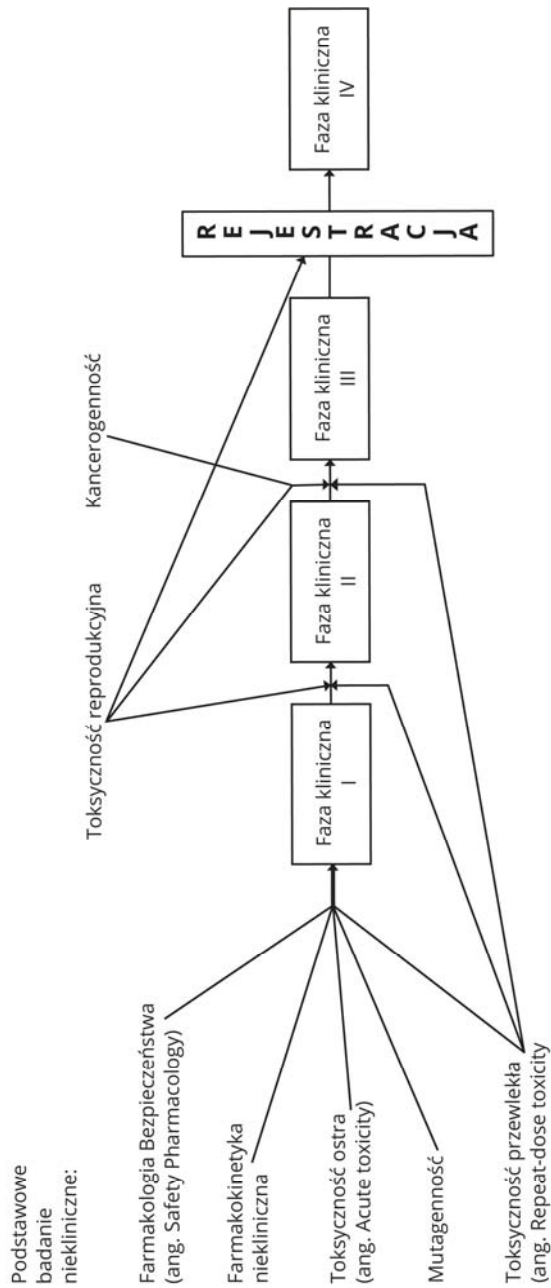 Podstawowe
badanie
niekliniczne:
Farmakologia Bezpieczeństwa
(ang. Safety Pharmacology)
Farmakokinetyka
niekliniczna
Toksyczność ostra
(ang. Acute toxicity)
Mutagenność
Toksyczność przewlekła
(ang. Repeat-dose toxicity
Toksyczność reprodukcyjna
Kancerogenność
Faza kliniczna
I
Faza kliniczna
II
Faza kliniczna
III
REJESTRACJA
Faza kliniczna
IV